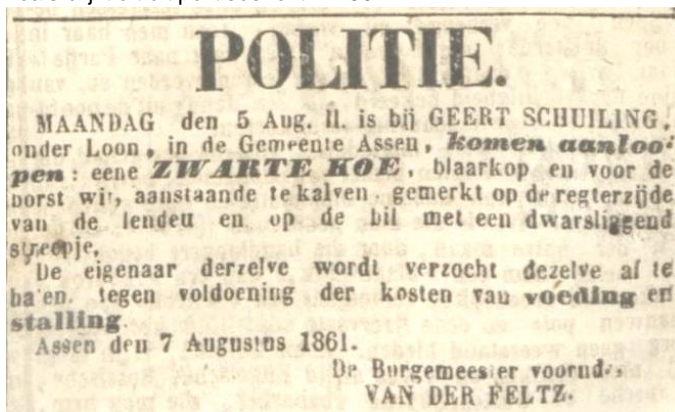 POLITIE.
MAANDAG den 5 Aug. ll. is bij GEERT SCHUILING,
onder Loon, in de Gemeente Assen, komen aanloo-
pen: eene ZWARTE KOE, blaarkop en voor de
borst wit, aanstaande te kalven, gemerkt op de regterzijde
van de lenden en op de bil met een dwarsliggend
streepje,
De eigenaar derzelve wordt verzocht dezelve af te
ha'en, tegen voldoening der kosten van voeding en
stalling.
Assen den 7 Augustus 1861.
De Burgemeester voornd.
VAN DER FELTZ.